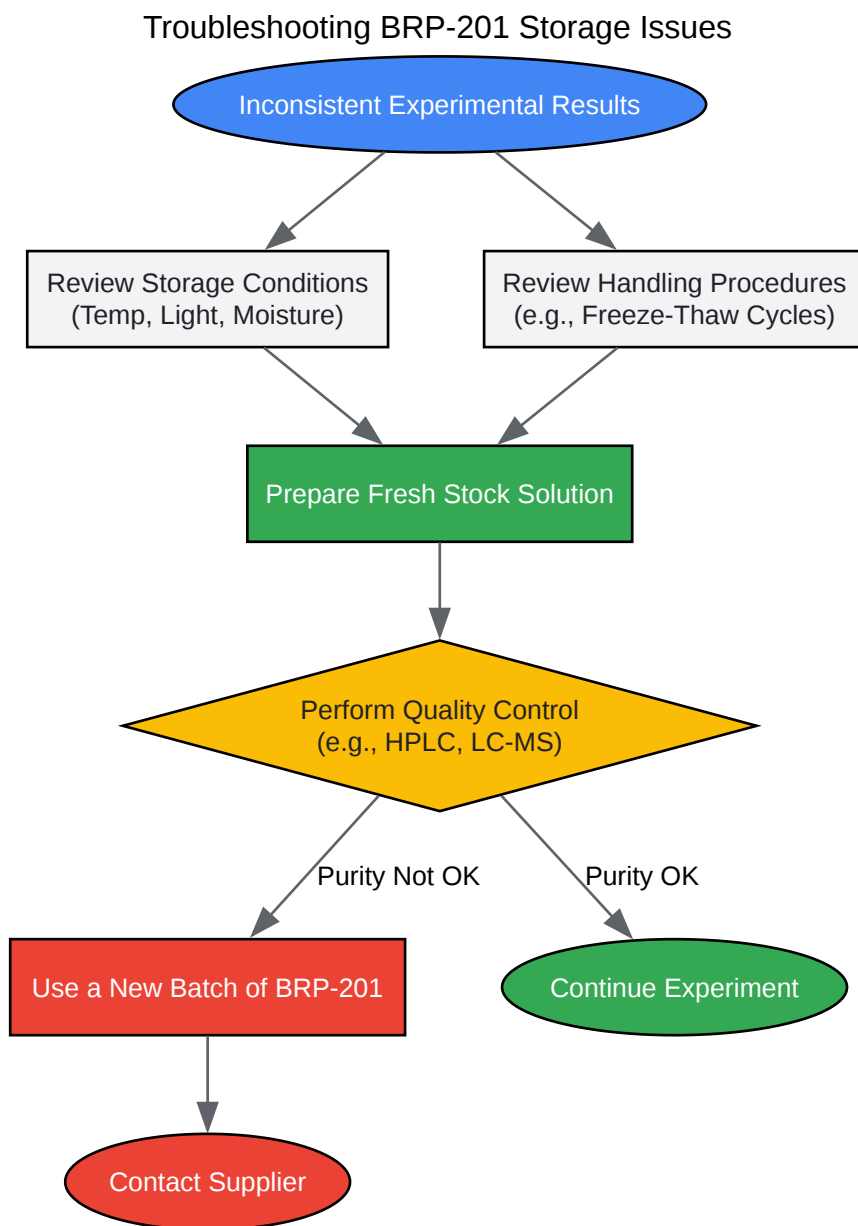 Troubleshooting BRP-201 Storage Issues
Inconsistent Experimental Results
Review Storage Conditions
(Temp, Light, Moisture)
Review Handling Procedures
(e.g., Freeze-Thaw Cycles)
Prepare Fresh Stock Solution
Perform Quality Control
(e.g., HPLC, LC-MS)
Purity Not OK
Purity OK
Use a New Batch of BRP-201
Continue Experiment
Contact Supplier